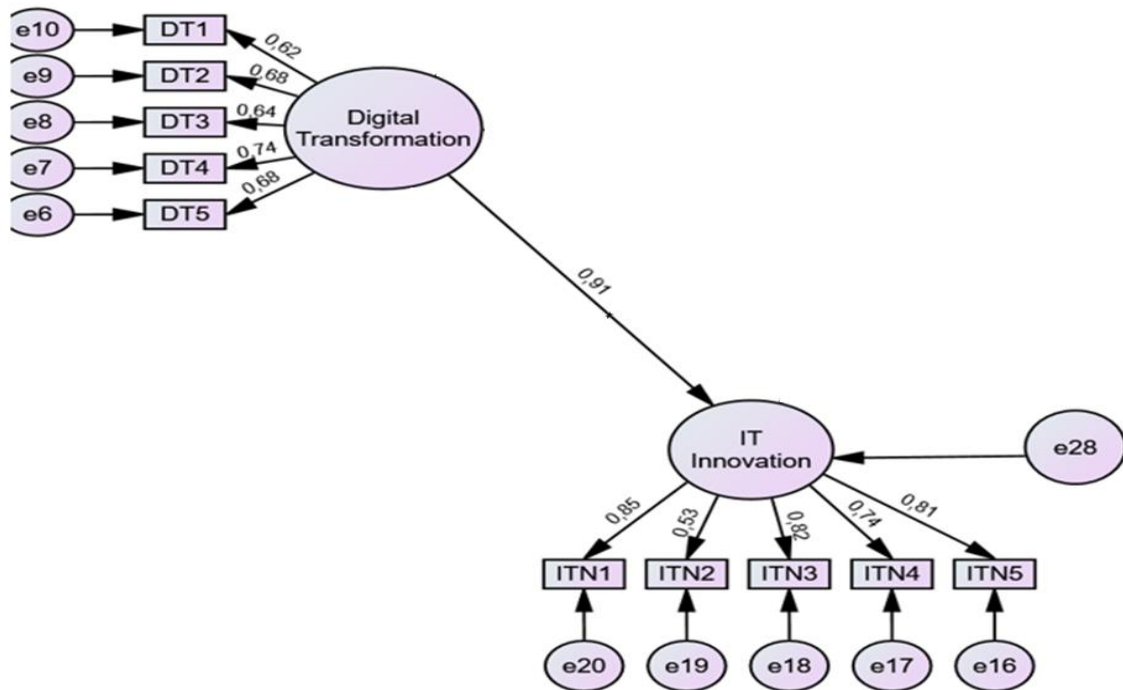 e10
DT1
0,62
e9
DT2
0,68
e8
DT3
0,64
e7
DT4
0,74
e6
DT5
0,68
Digital
Transformation
0,91
IT
Innovation
e28
0,85
0,53
0,82
0,74
0,81
ITN1
ITN2
ITN3
ITN4
ITN5
e20
e19
e18
e17
e16